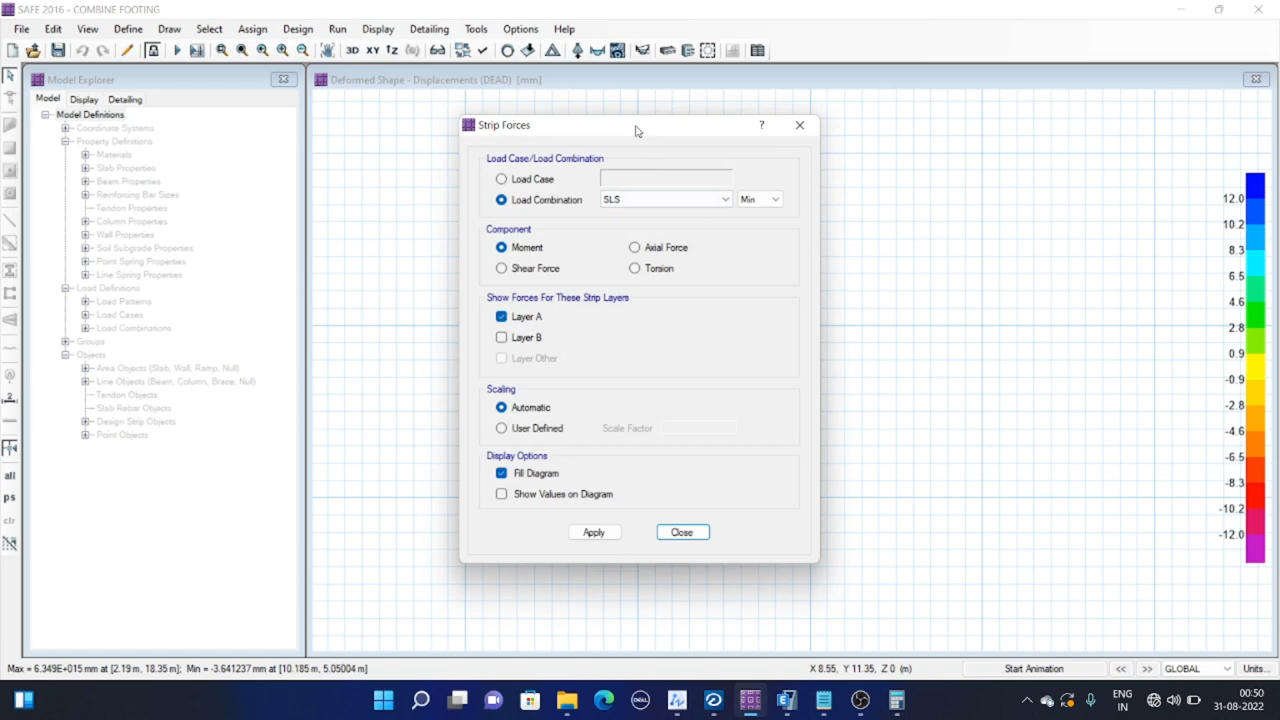 SAFE 2016 - COMBINE FOOTING
File Edit View Define Draw Select Assign Design Run Display Detailing Tools Options Help
3D XY
Model Explorer
Deformed Shape - Displacements (DEAD) [mm]
Model Display Detailing
Model Definitions
Coordinate Systems
Property Definitions
Materials
Slab Properties
Beam Properties
Reinforcing Bar Sizes
Tendon Properties
Column Properties
Wall Properties
Soil Subgrade Properties
Point Spring Properties
Line Spring Properties
Load Definitions
Load Patterns
Load Cases
Load Combinations
Groups
Objects
Area Objects (Slab, Wall, Ramp, Null)
Line Objects (Beam, Column, Brace, Null)
Tendon Objects
Slab Rebar Objects
Design Strip Objects
Point Objects
all
ps
clr
Strip Forces ?
Load Case/Load Combination
Load Case
Load Combination SLS Min
Component
Moment Axial Force
Shear Force Torsion
Show Forces For These Strip Layers
Layer A
Layer B
Layer Other
Scaling
Automatic
User Defined Scale Factor
Display Options
Fill Diagram
Show Values on Diagram
Apply Close
12.0
10.2
8.3
6.5
4.6
2.8
0.9
-0.9
-2.8
-4.6
-6.5
-8.3
-10.2
-12.0
Max = 6.349E+015 mm at [2.19 m, 18.35 m]; Min = -3.641237 mm at [10.185 m, 5.05004 m]
X 8.55, Y 11.35, Z 0 (m)
Start Animation << >> GLOBAL Units...
DELL
ENG
IN
00:50
31-08-2022